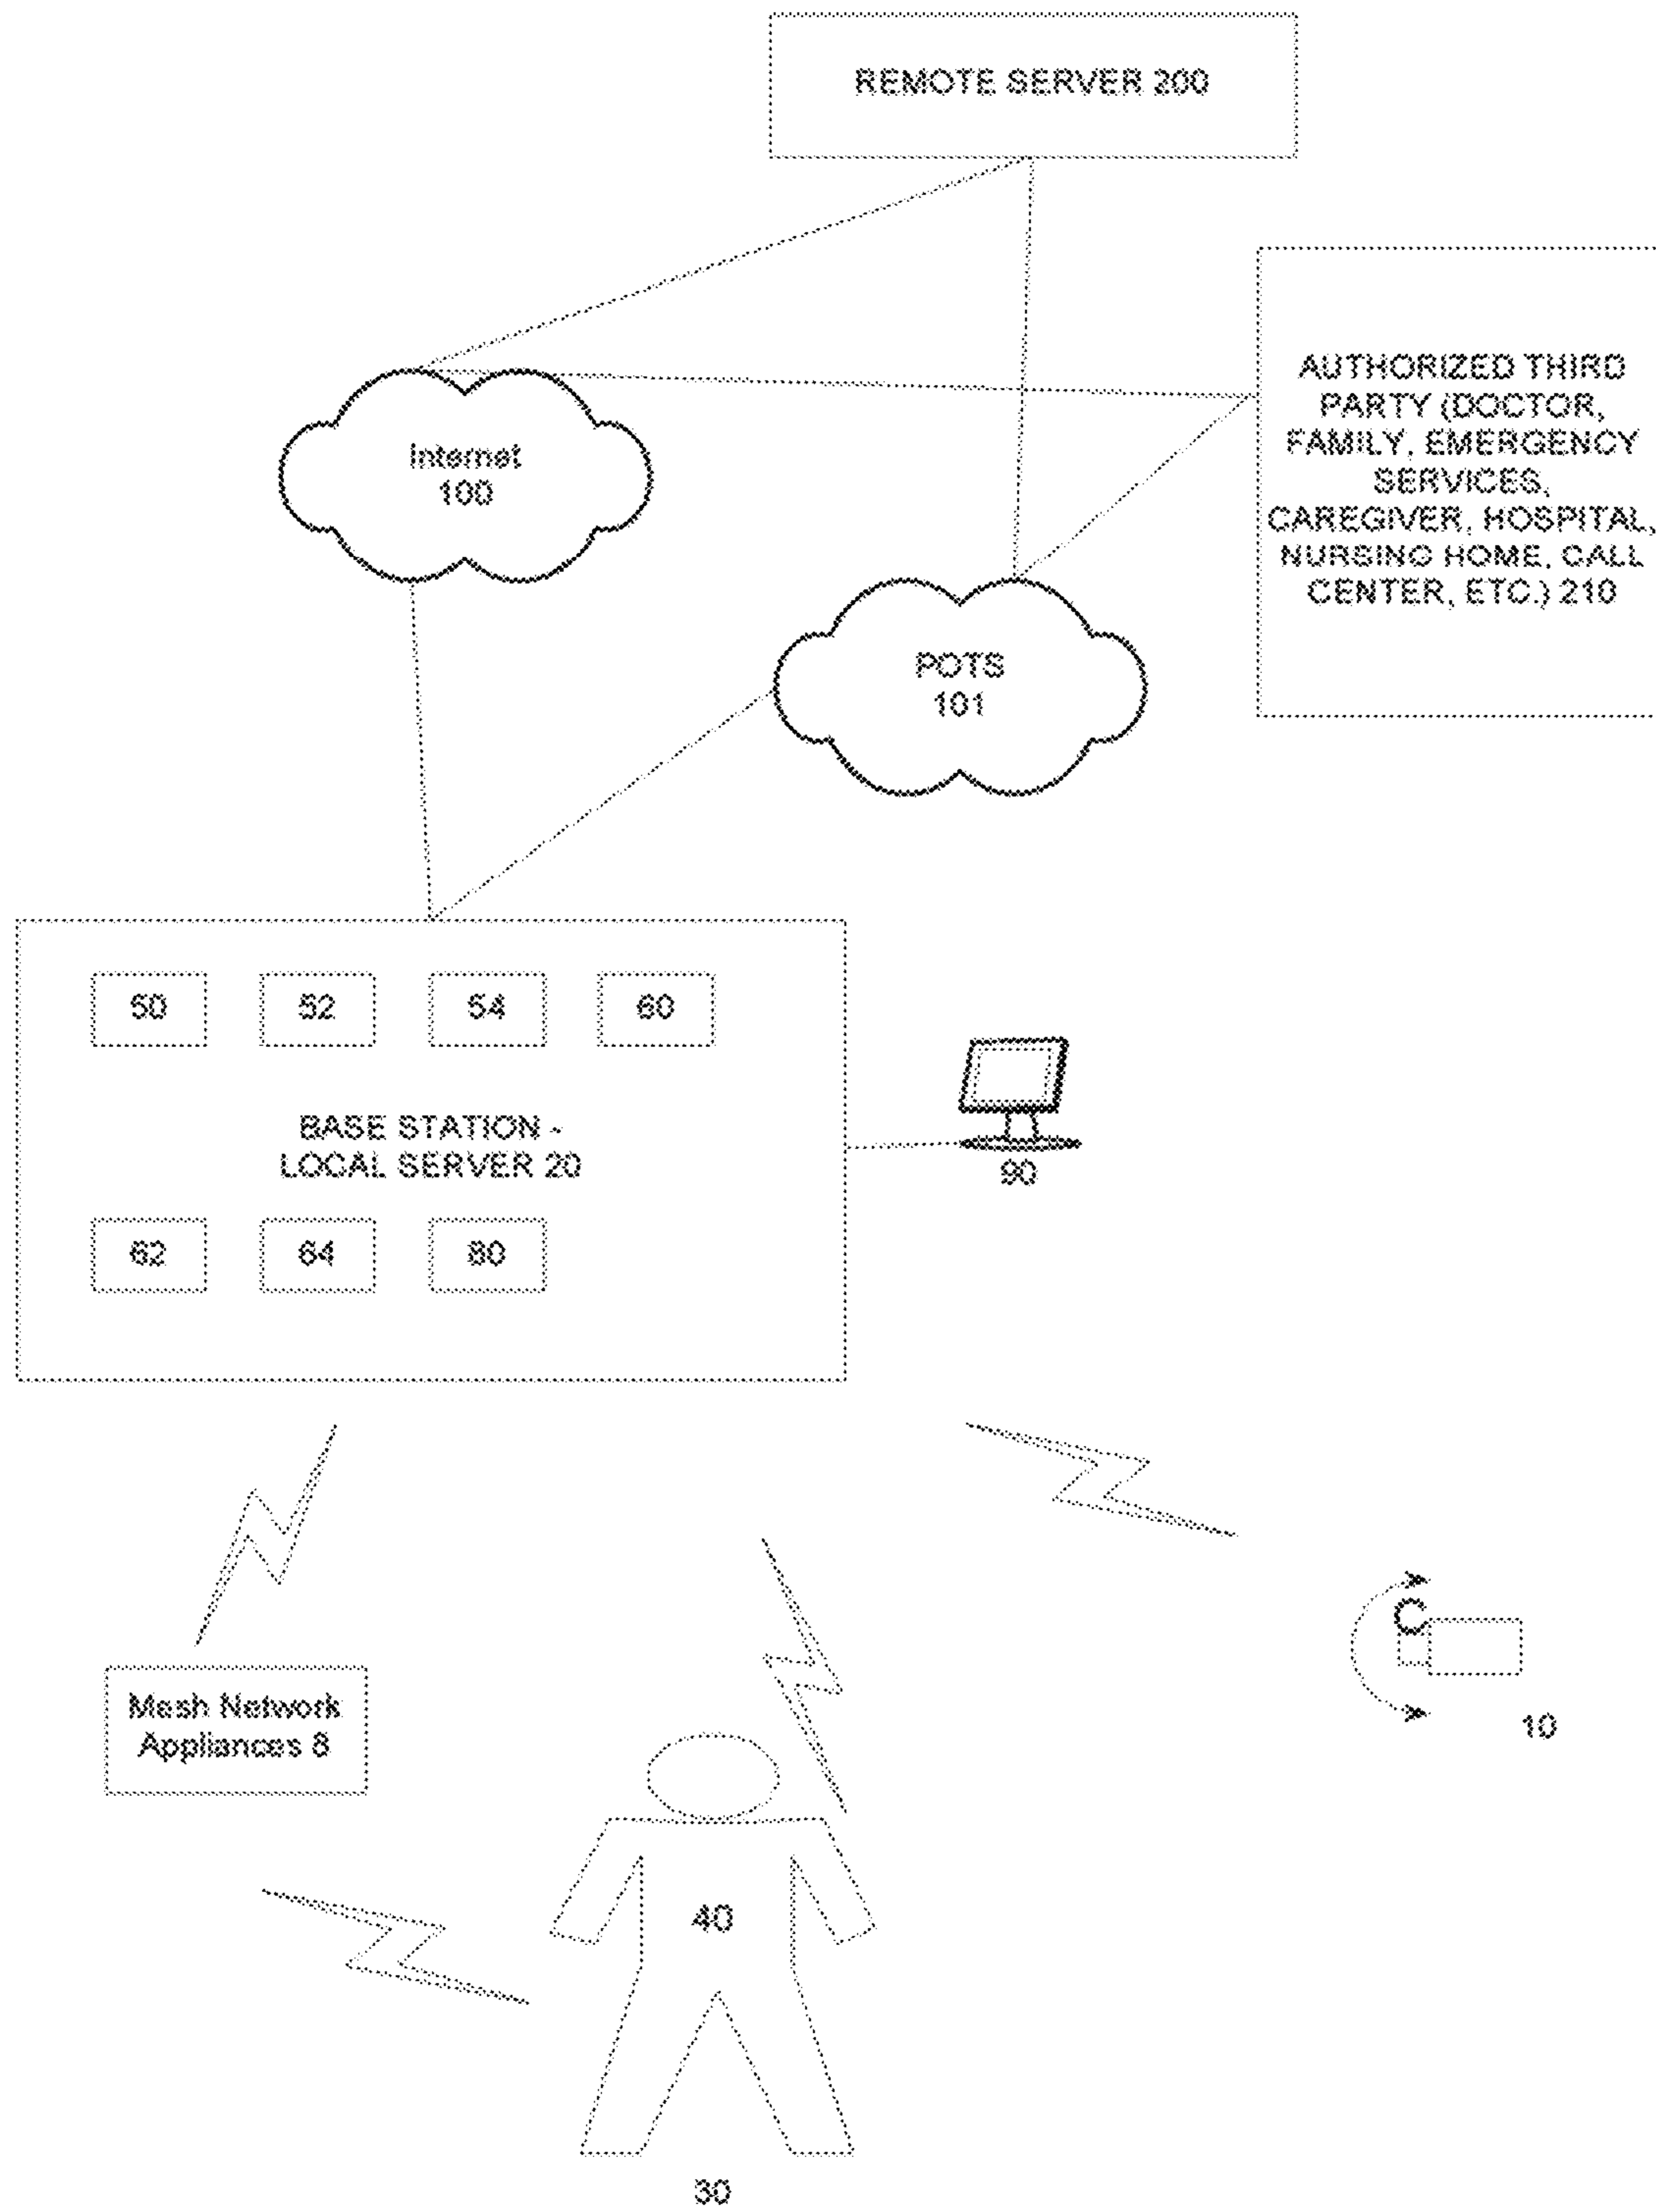 REMOTE SERVER 200
AUTHORIZED THIRD
PARTY (DOCTOR,
FAMILY, EMERGENCY
SERVICES,
CAREGIVER, HOSPITAL,
NURSING HOME, CALL
CENTER, ETC.) 210
Internet
100
POTS
101
50
52
54
60
BASE STATION -
LOCAL SERVER 20
90
62
64
80
C
10
Mesh Network
Appliances 8
40
30